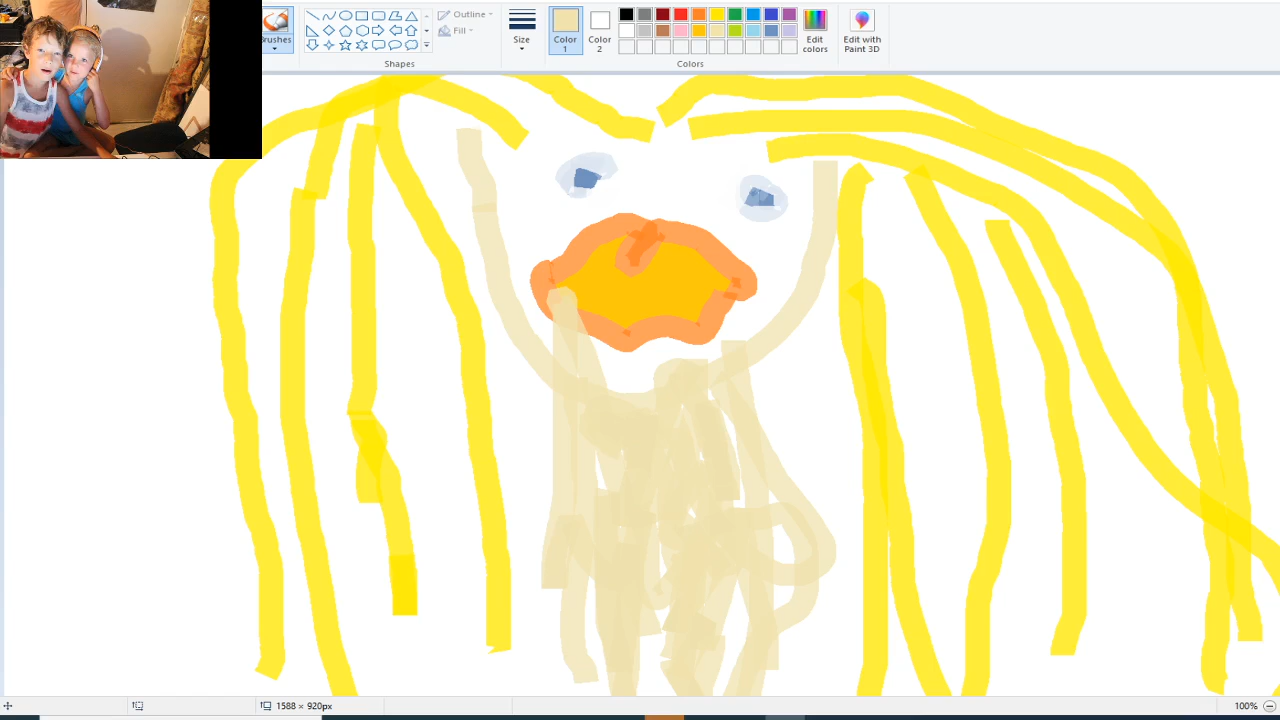 Brushes
Size
Outline
Fill
Shapes
Color 1
Color 2
Edit colors
Edit with Paint 3D
Colors
1588 × 920px
100%